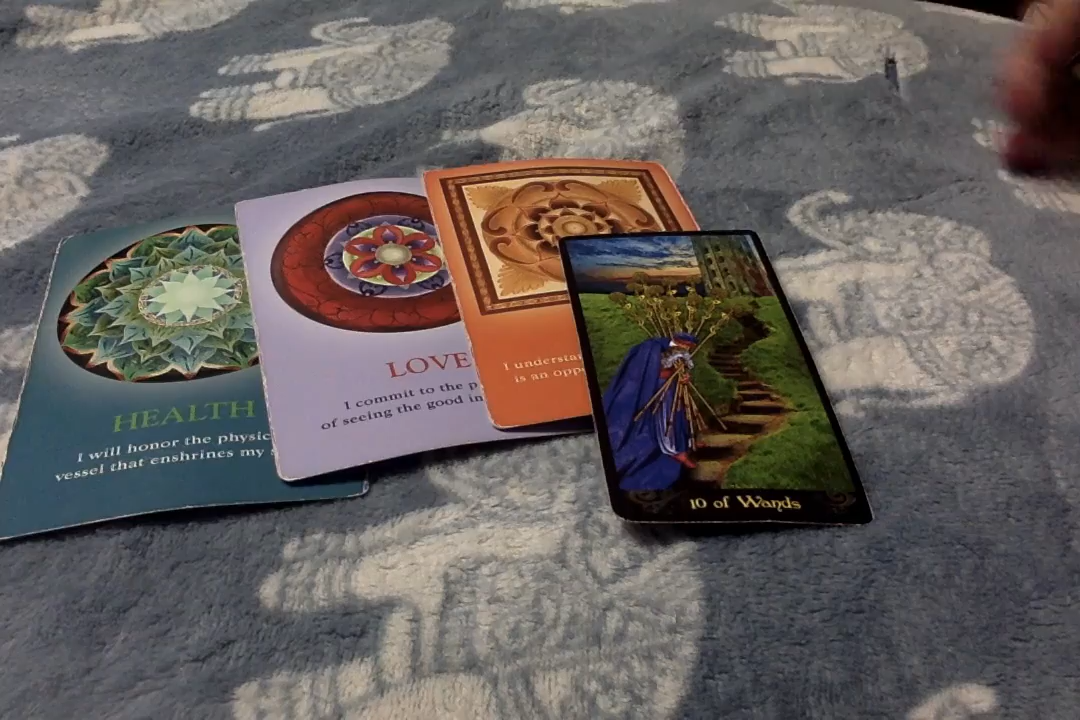 HEALTH
I will honor the physic
vessel that enshrines my
LOVE
I commit to the p
of seeing the good in
I understa
is an opp
10 of Wands